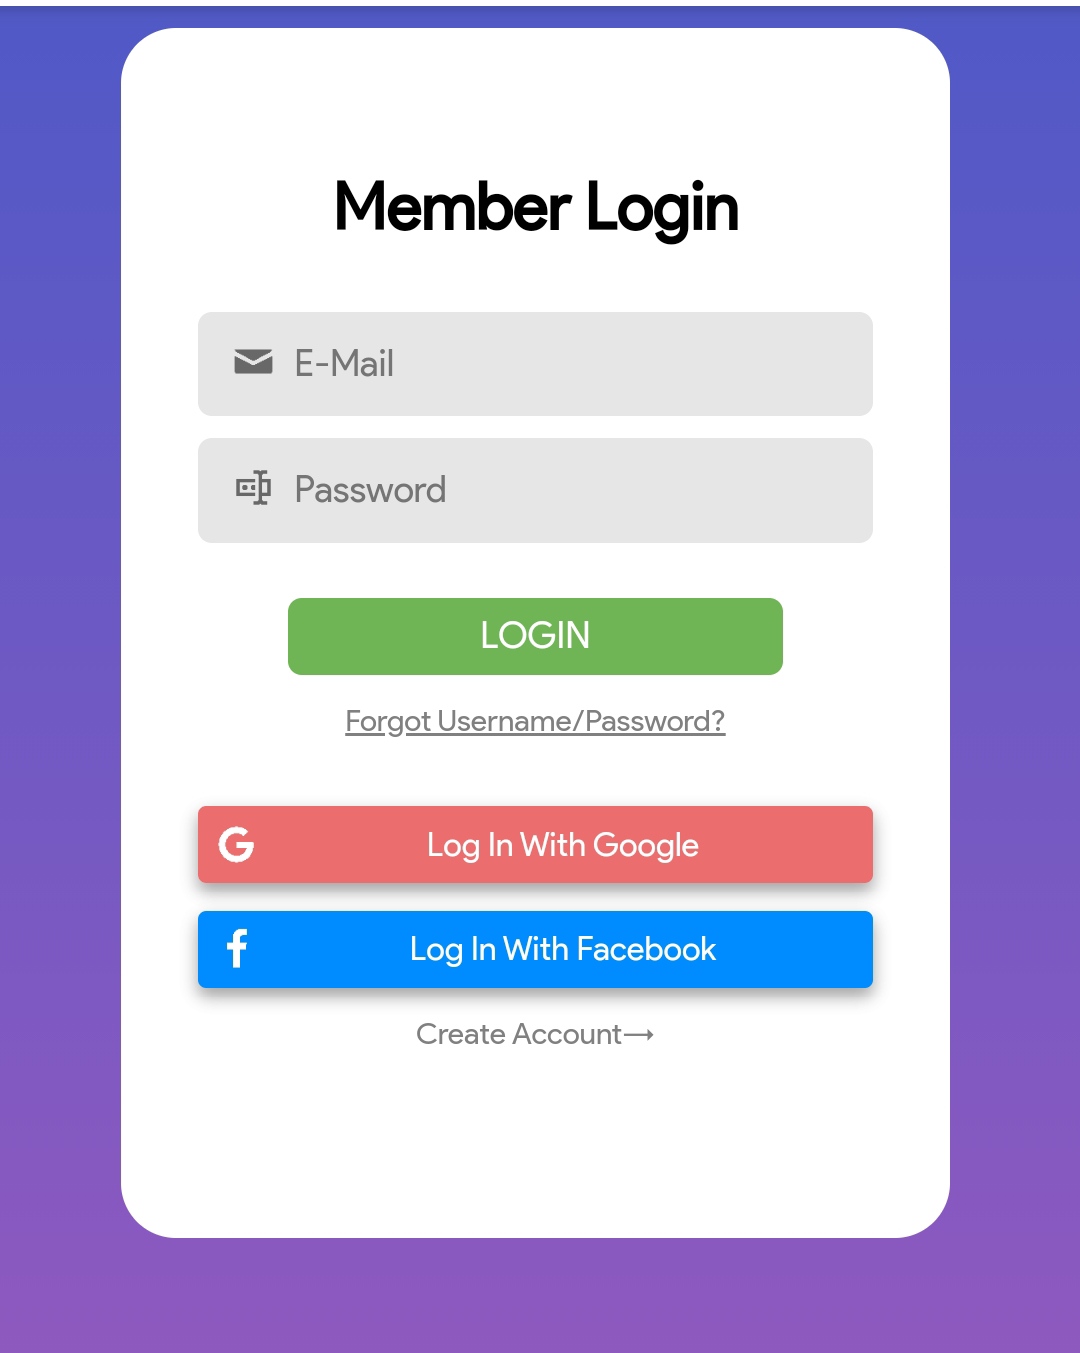 Member Login
E-Mail
Password
LOGIN
Forgot Username/Password?
G Log In With Google
f Log In With Facebook
Create Account→